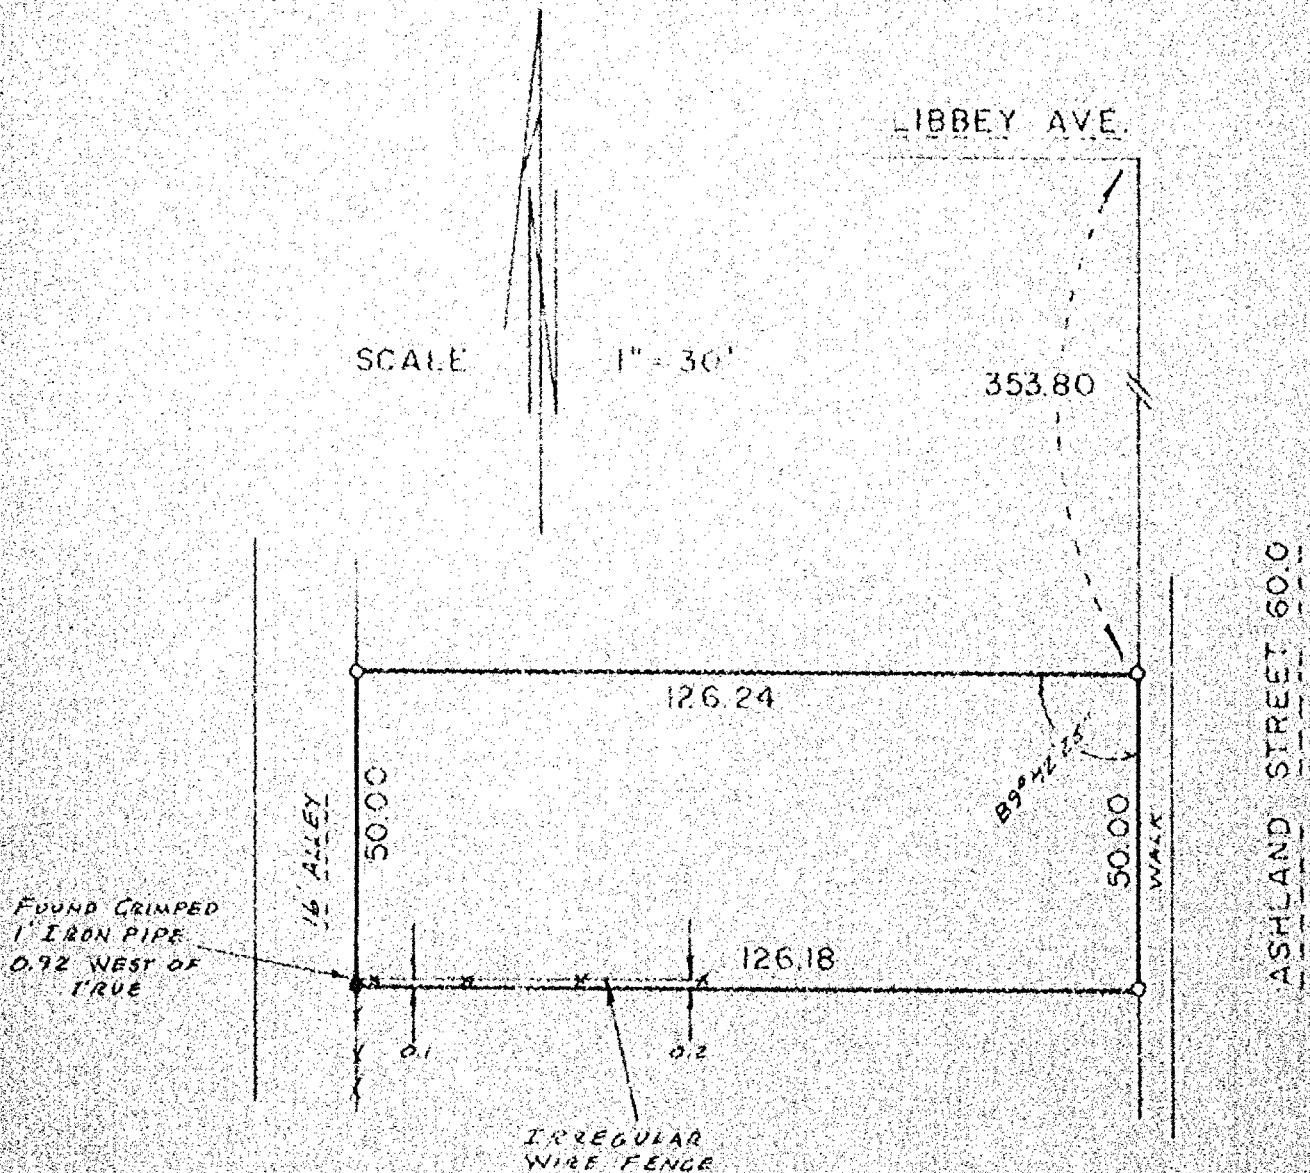 LIBBEY AVE.
SCALE 1" = 30'
353.80
126.24
89°42'
50.00
16' ALLEY
50.00
WALK
ASHLAND STREET 60.0
FOUND CRIMPED
1" IRON PIPE
0.92 WEST OF
TRUE
126.18
0.1
0.2
IRREGULAR
WIRE FENCE